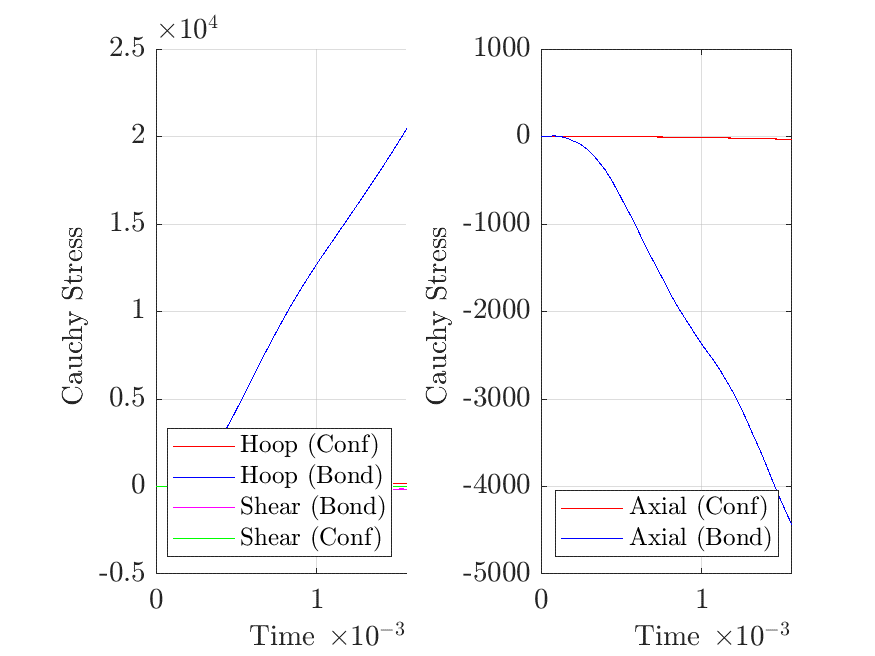 ×10⁴
2.5
2
1.5
1
0.5
0
-0.5
Cauchy Stress
Hoop (Conf)
Hoop (Bond)
Shear (Bond)
Shear (Conf)
0
1
Time ×10⁻³
1000
0
-1000
-2000
-3000
-4000
-5000
Cauchy Stress
Axial (Conf)
Axial (Bond)
0
1
Time ×10⁻³